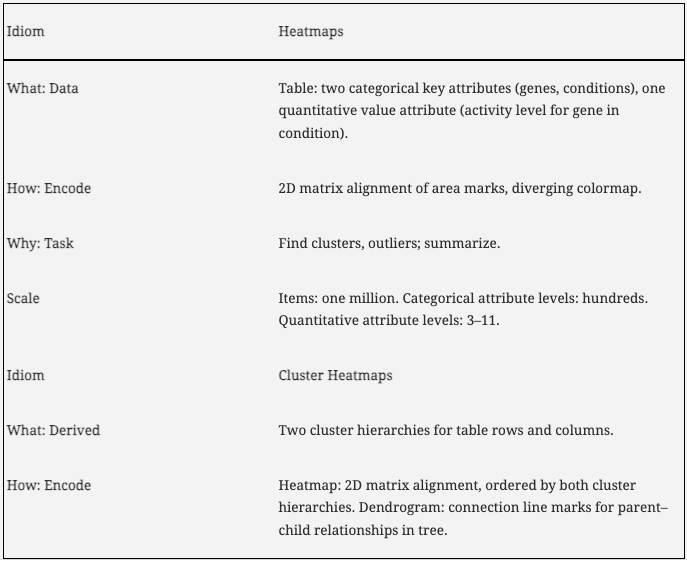 Idiom Heatmaps
What: Data Table: two categorical key attributes (genes, conditions), one
quantitative value attribute (activity level for gene in
condition).
How: Encode 2D matrix alignment of area marks, diverging colormap.
Why: Task Find clusters, outliers; summarize.
Scale Items: one million. Categorical attribute levels: hundreds.
Quantitative attribute levels: 3–11.
Idiom Cluster Heatmaps
What: Derived Two cluster hierarchies for table rows and columns.
How: Encode Heatmap: 2D matrix alignment, ordered by both cluster
hierarchies. Dendrogram: connection line marks for parent–
child relationships in tree.